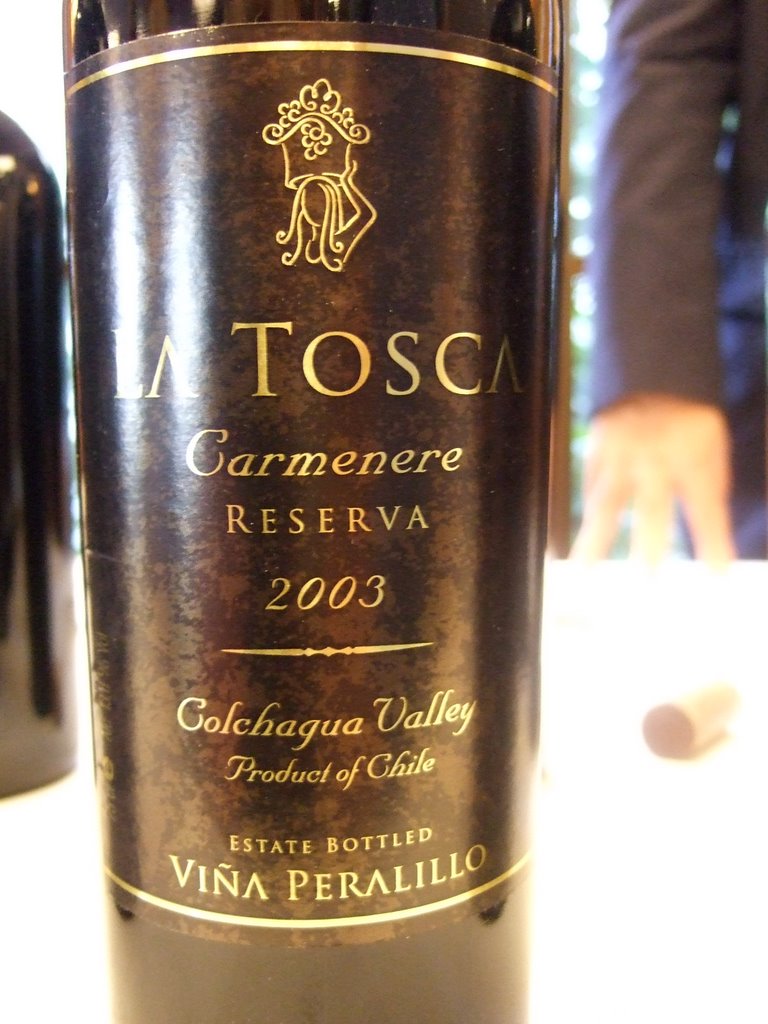 LA TOSCA
Carmenere
RESERVA
2003
Colchagua Valley
Product of Chile
ESTATE BOTTLED
VIÑA PERALILLO